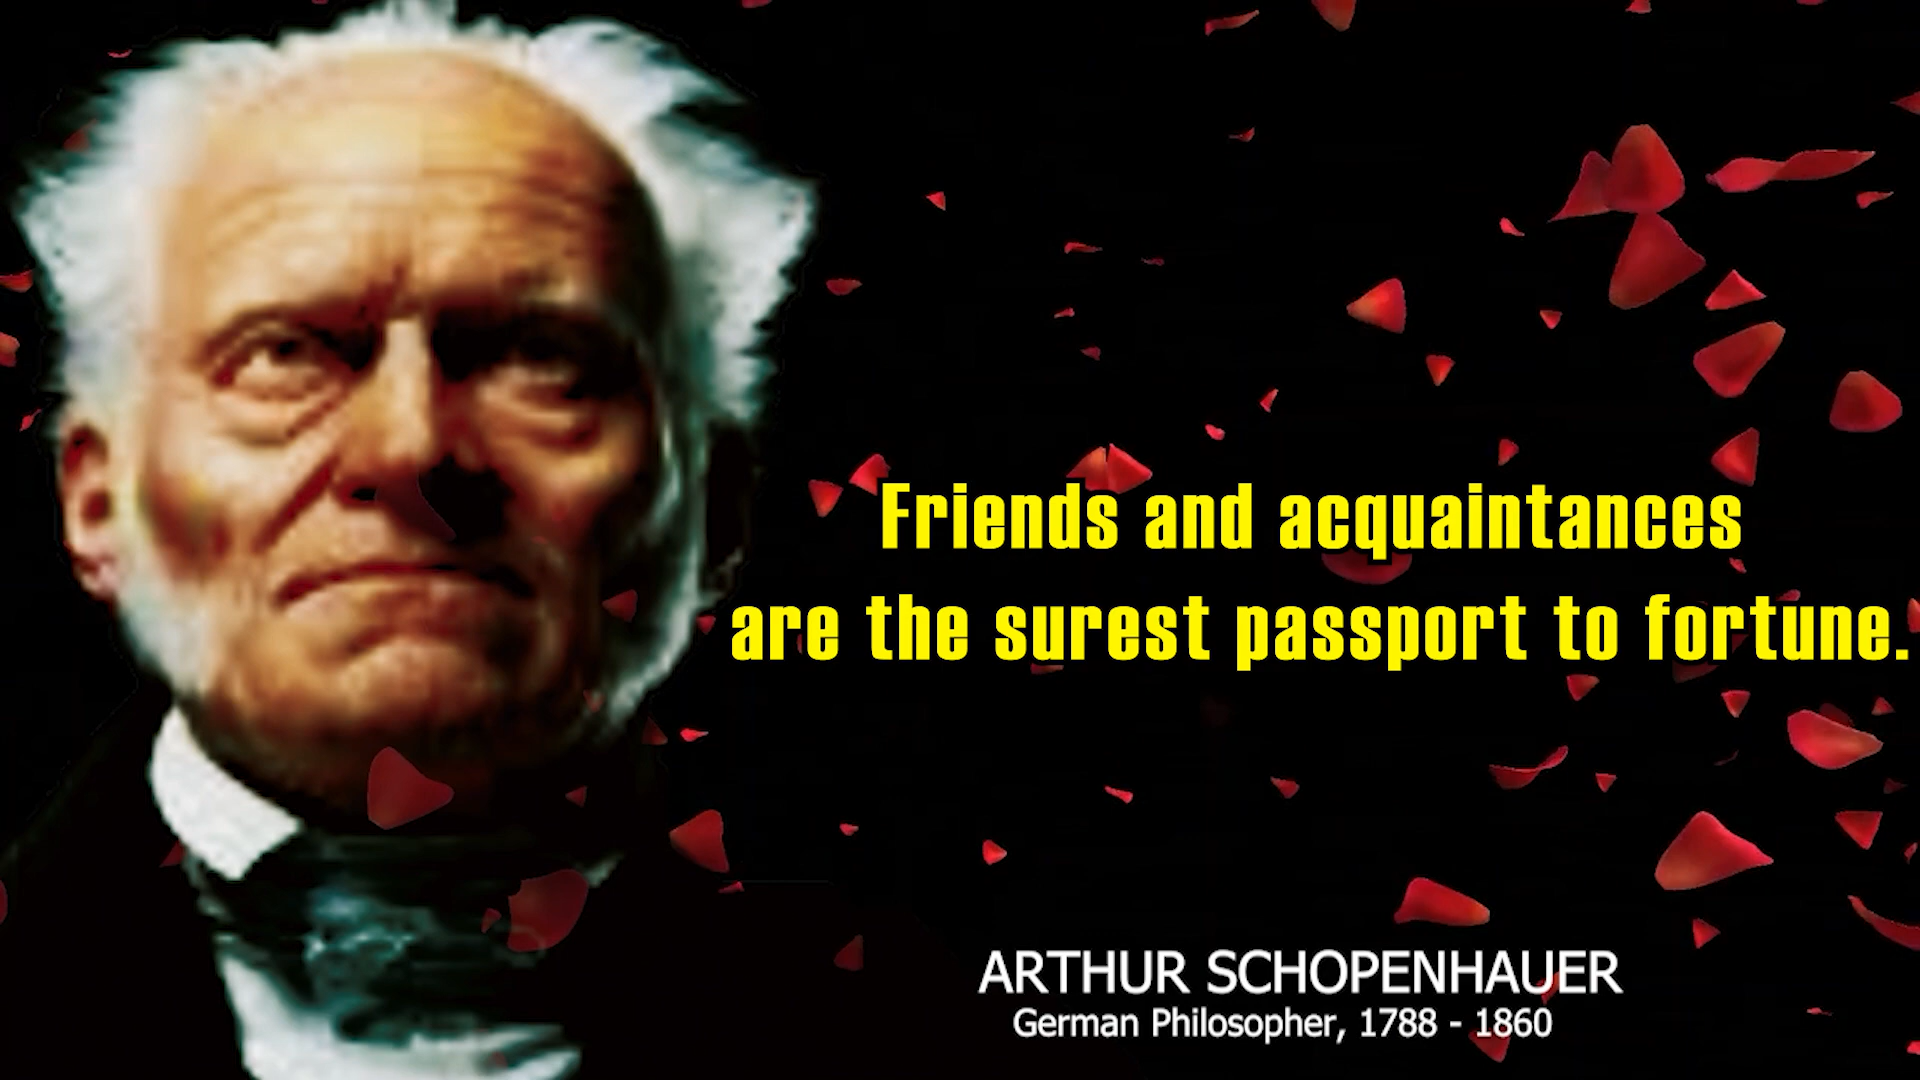 Friends and acquaintances
are the surest passport to fortune.
ARTHUR SCHOPENHAUER
German Philosopher, 1788 - 1860